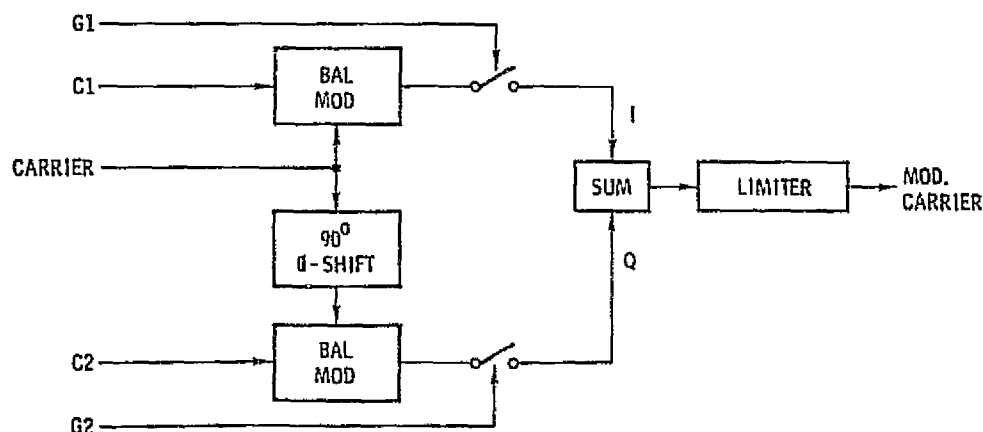 G1
C1
BAL
MOD
I
CARRIER
SUM
LIMITER
MOD.
CARRIER
90°
d-SHIFT
Q
C2
BAL
MOD
G2